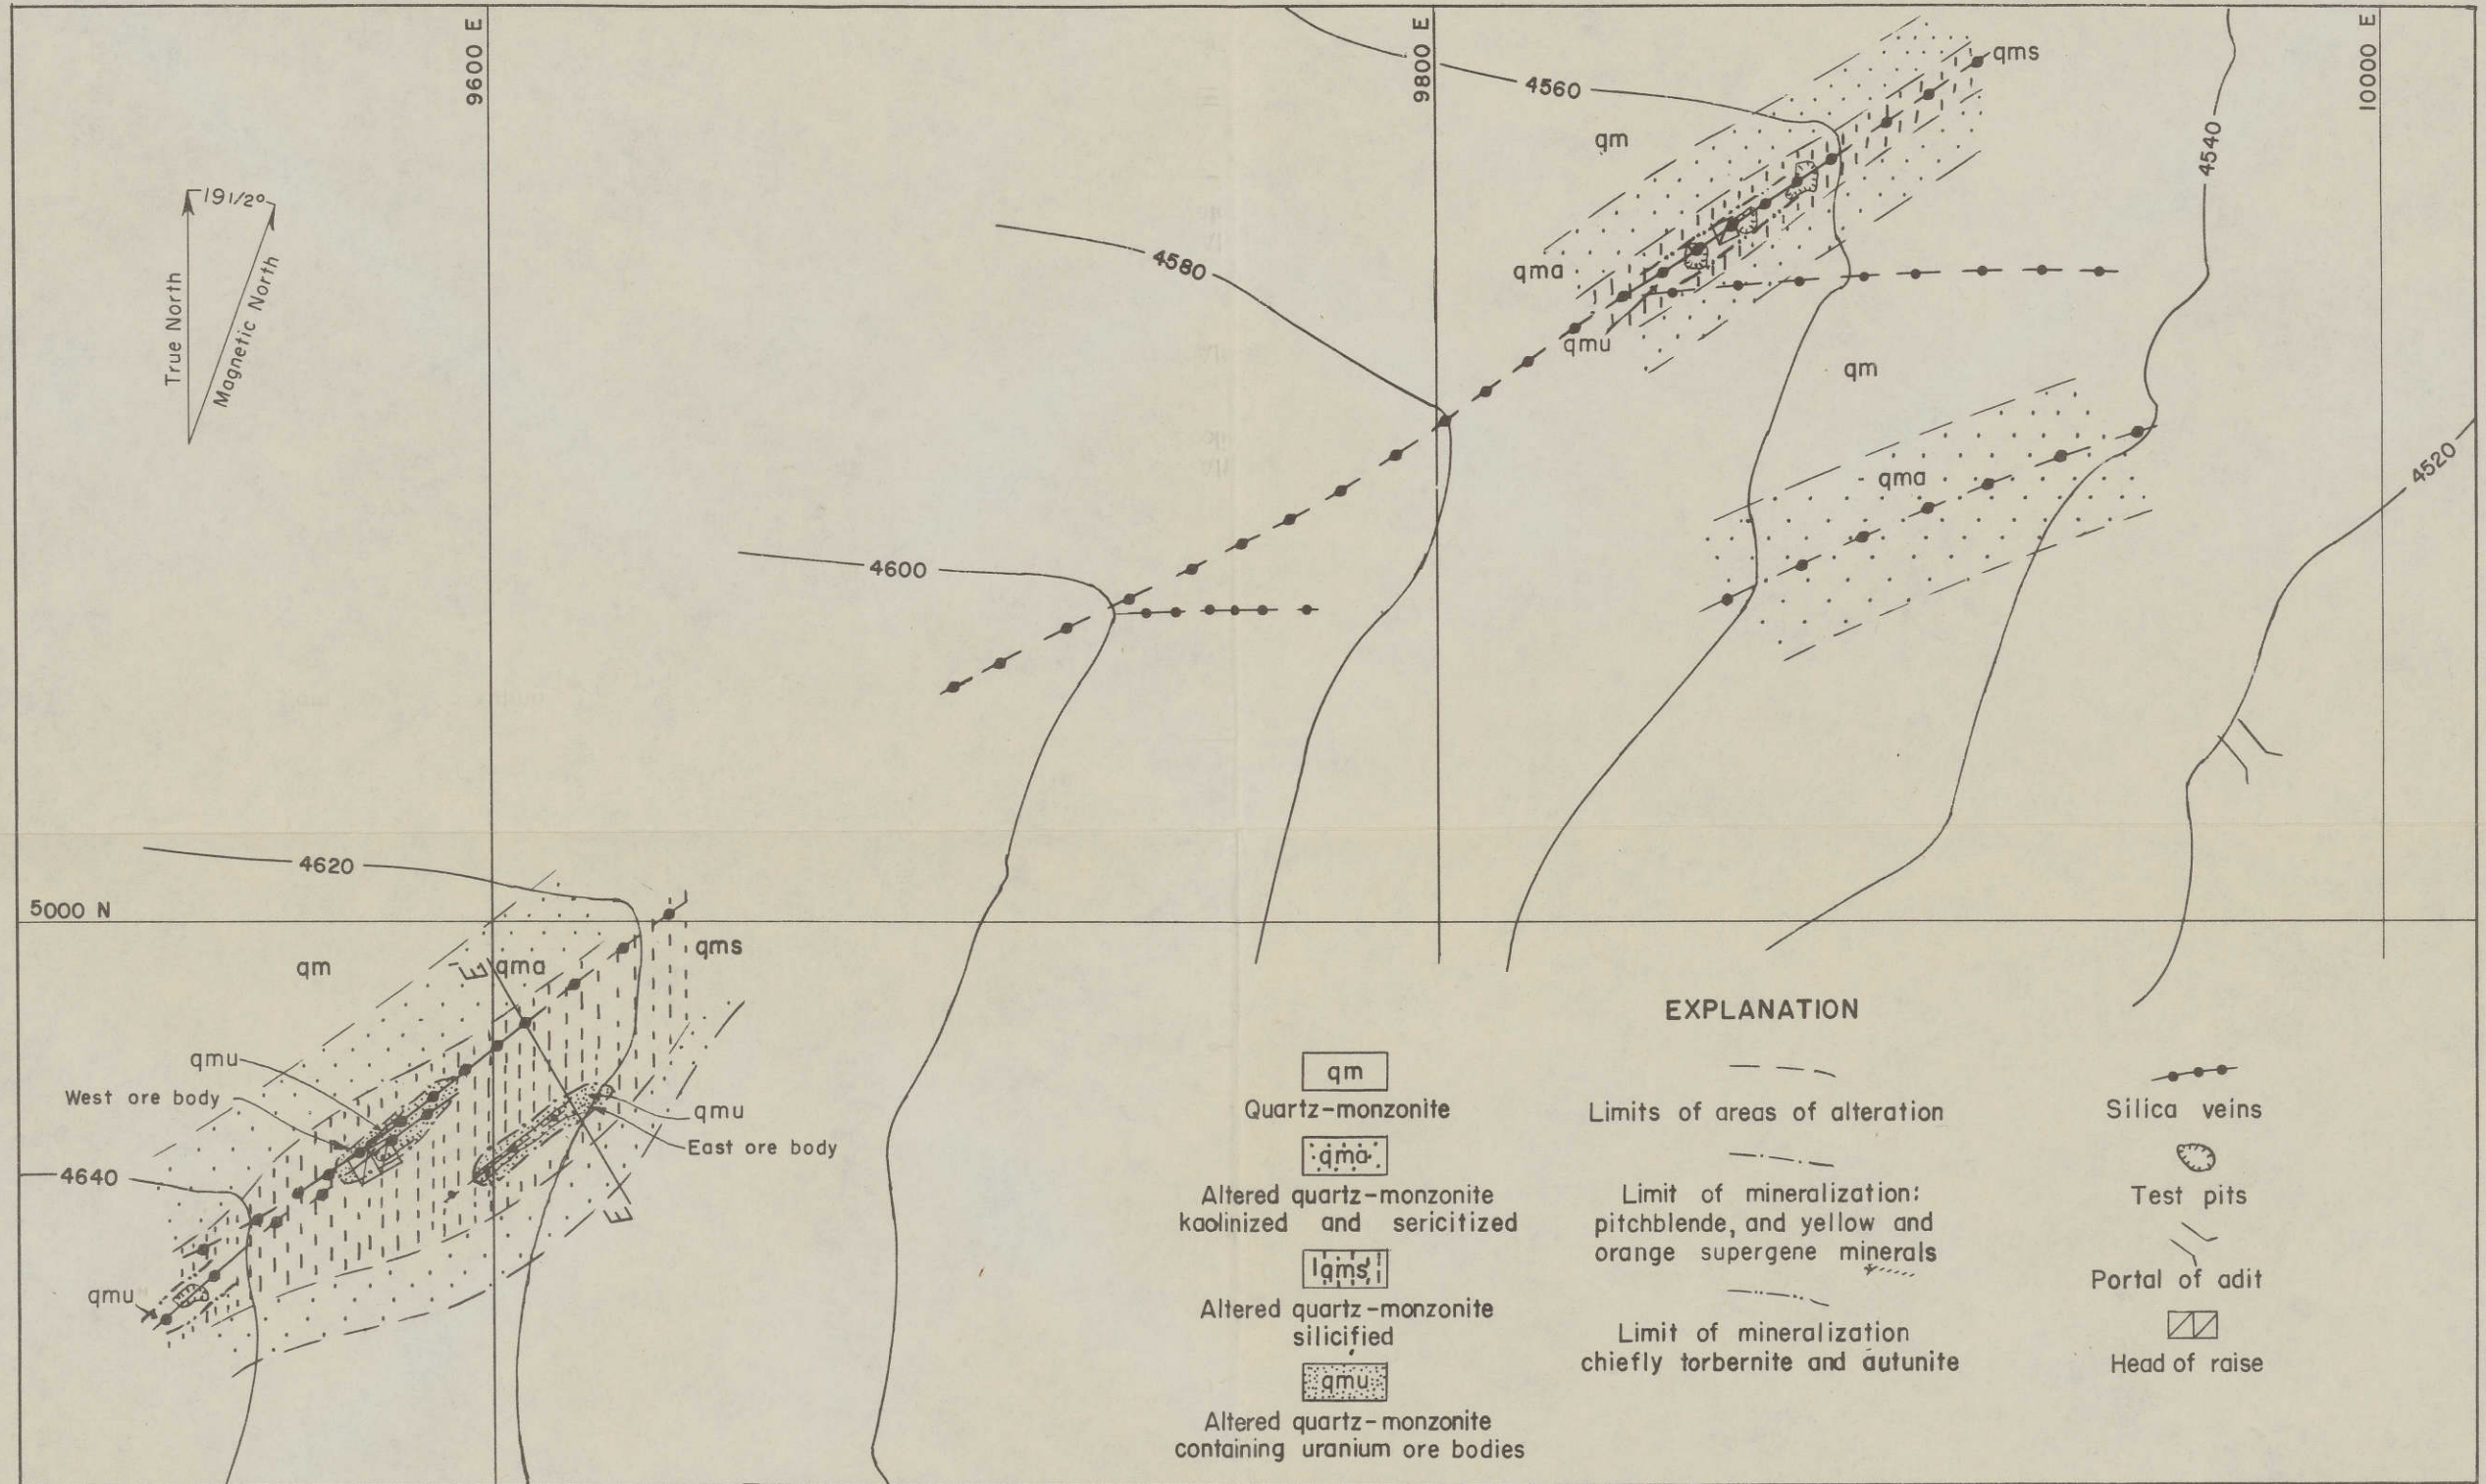 9600 E
9800 E
10000 E
qms
4560
qm
4540
19 1/2°
True North
Magnetic North
4580
qma
qmu
qm
qma
4520
4600
4620
5000 N
qm
E'
qma
qms
qmu
West ore body
qmu
East ore body
4640
E
qmu
EXPLANATION
qm
Quartz-monzonite
qma
Altered quartz-monzonite
kaolinized and sericitized
qms
Altered quartz-monzonite
silicified
qmu
Altered quartz-monzonite
containing uranium ore bodies
Limits of areas of alteration
Limit of mineralization:
pitchblende, and yellow and
orange supergene minerals
Limit of mineralization
chiefly torbernite and autunite
Silica veins
Test pits
Portal of adit
Head of raise